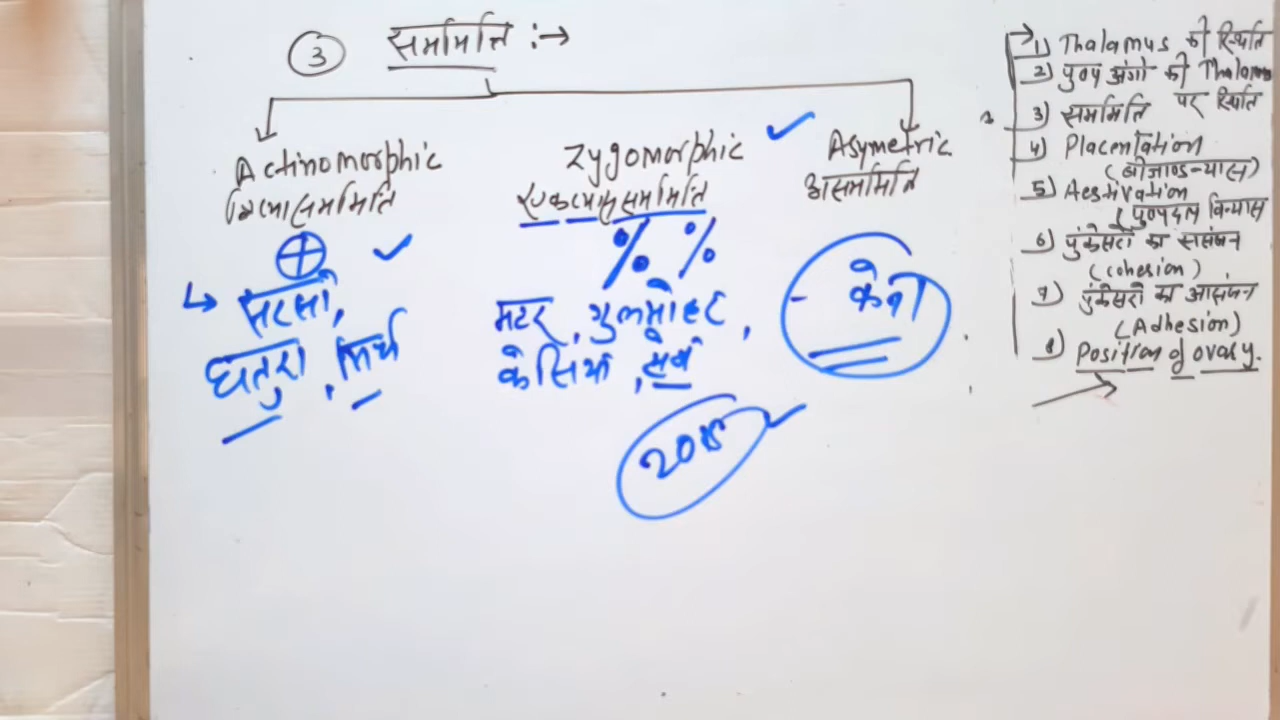 ③ सममिति :→
Actinomorphic
त्रिज्यासममिति
सरसों,
धतूरा, मिर्च
Zygomorphic
एकव्याससममिति
% %
मटर, गुलमोहर,
केसिया, सेम
2018
Asymetric
असममिति
- केना
1) Thalamus की स्थिति
2) पुष्प अंगो की Thalamus
पर स्थिति
3) सममिति
4) Placentation
(बीजाण्डन्यास)
5) Aestivation
(पुष्पदल विन्यास
6) पुंकेसरो का संसंजन
(Cohesion)
7) पुंकेसरो का आसंजन
(Adhesion)
8) Position of ovary.